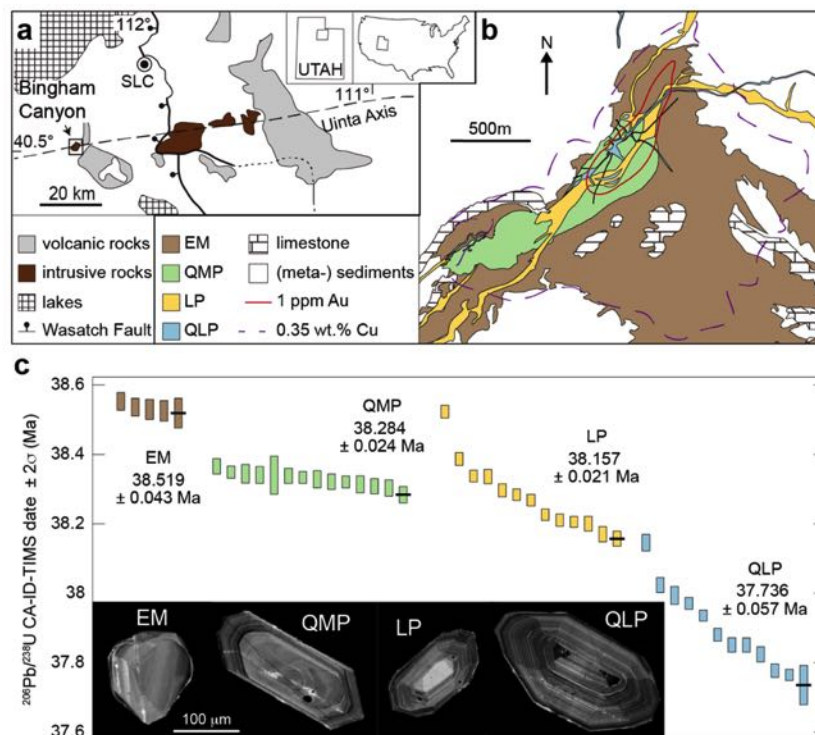 a
112°
SLC
UTAH
Bingham
Canyon
111°
Uinta Axis
40.5°
20 km
b
N
500m
volcanic rocks
intrusive rocks
lakes
Wasatch Fault
EM
QMP
LP
QLP
limestone
(meta-) sediments
1 ppm Au
0.35 wt.% Cu
c
²⁰⁶Pb/²³⁸U CA-ID-TIMS date ± 2σ (Ma)
38.6
38.4
38.2
38
37.8
37.6
EM
38.519
± 0.043 Ma
QMP
38.284
± 0.024 Ma
LP
38.157
± 0.021 Ma
QLP
37.736
± 0.057 Ma
EM
QMP
LP
QLP
100 µm